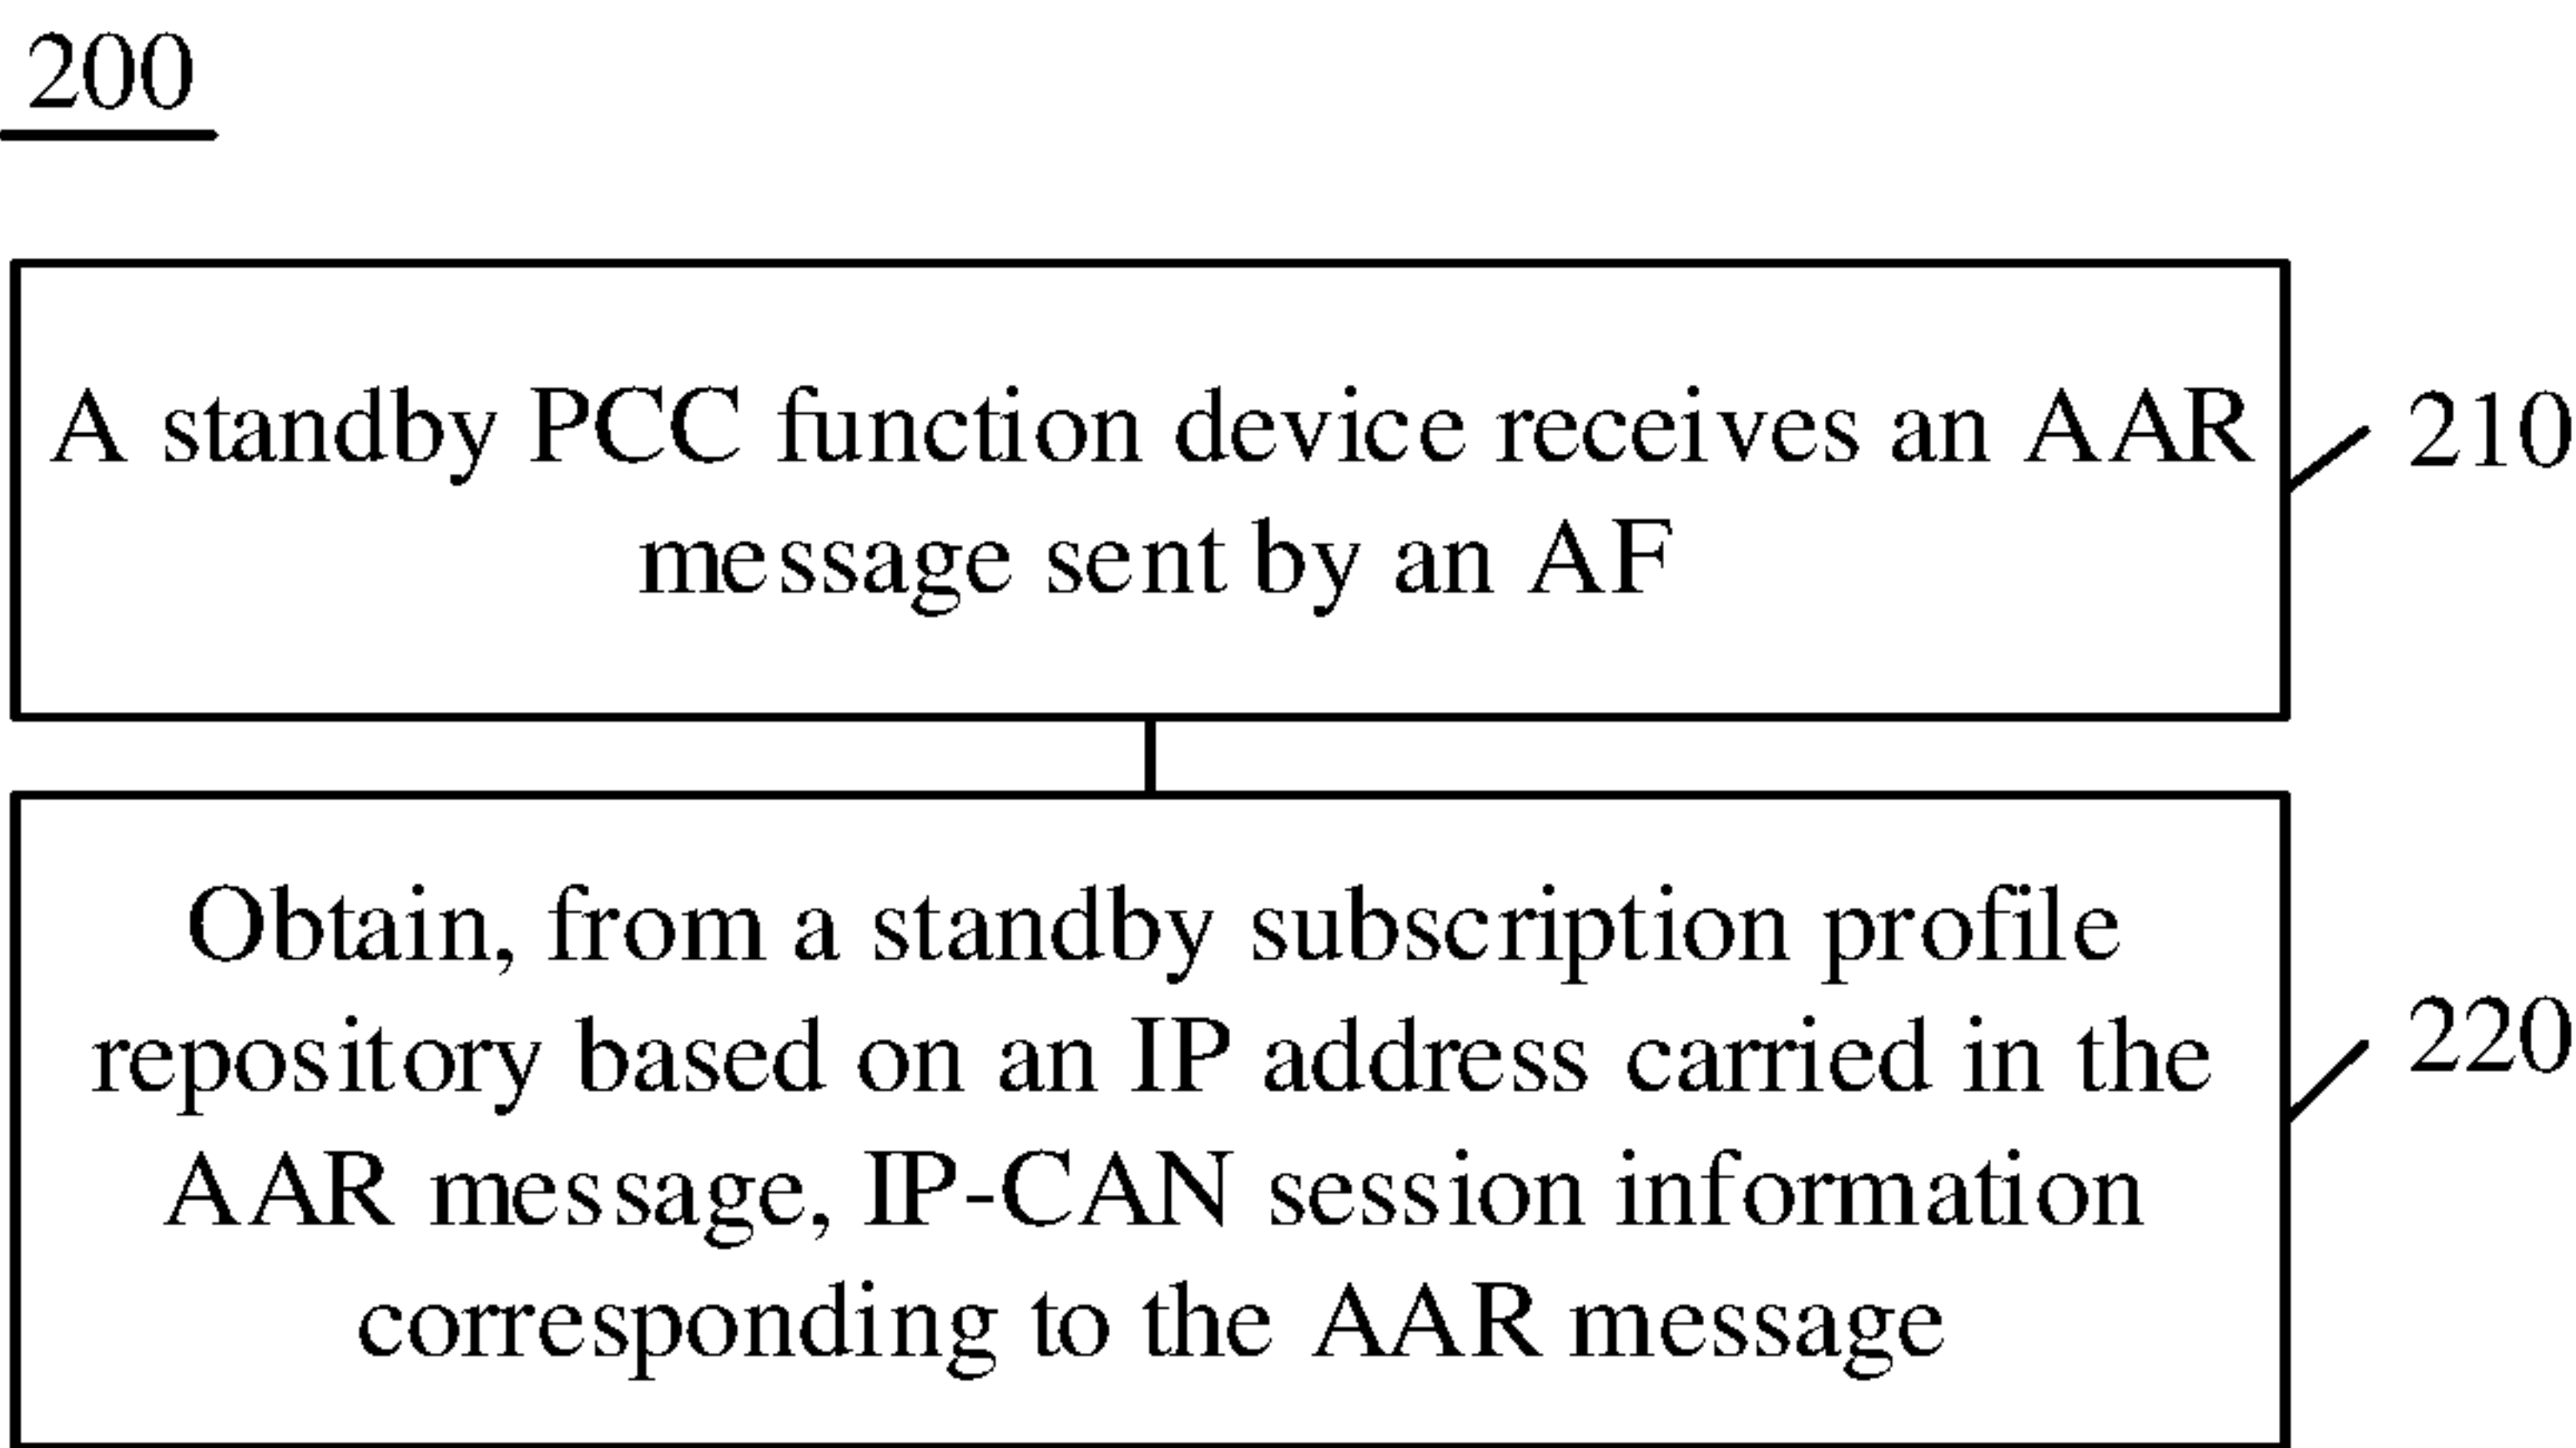 200
A standby PCC function device receives an AAR
message sent by an AF
210
Obtain, from a standby subscription profile
repository based on an IP address carried in the
AAR message, IP-CAN session information
corresponding to the AAR message
220